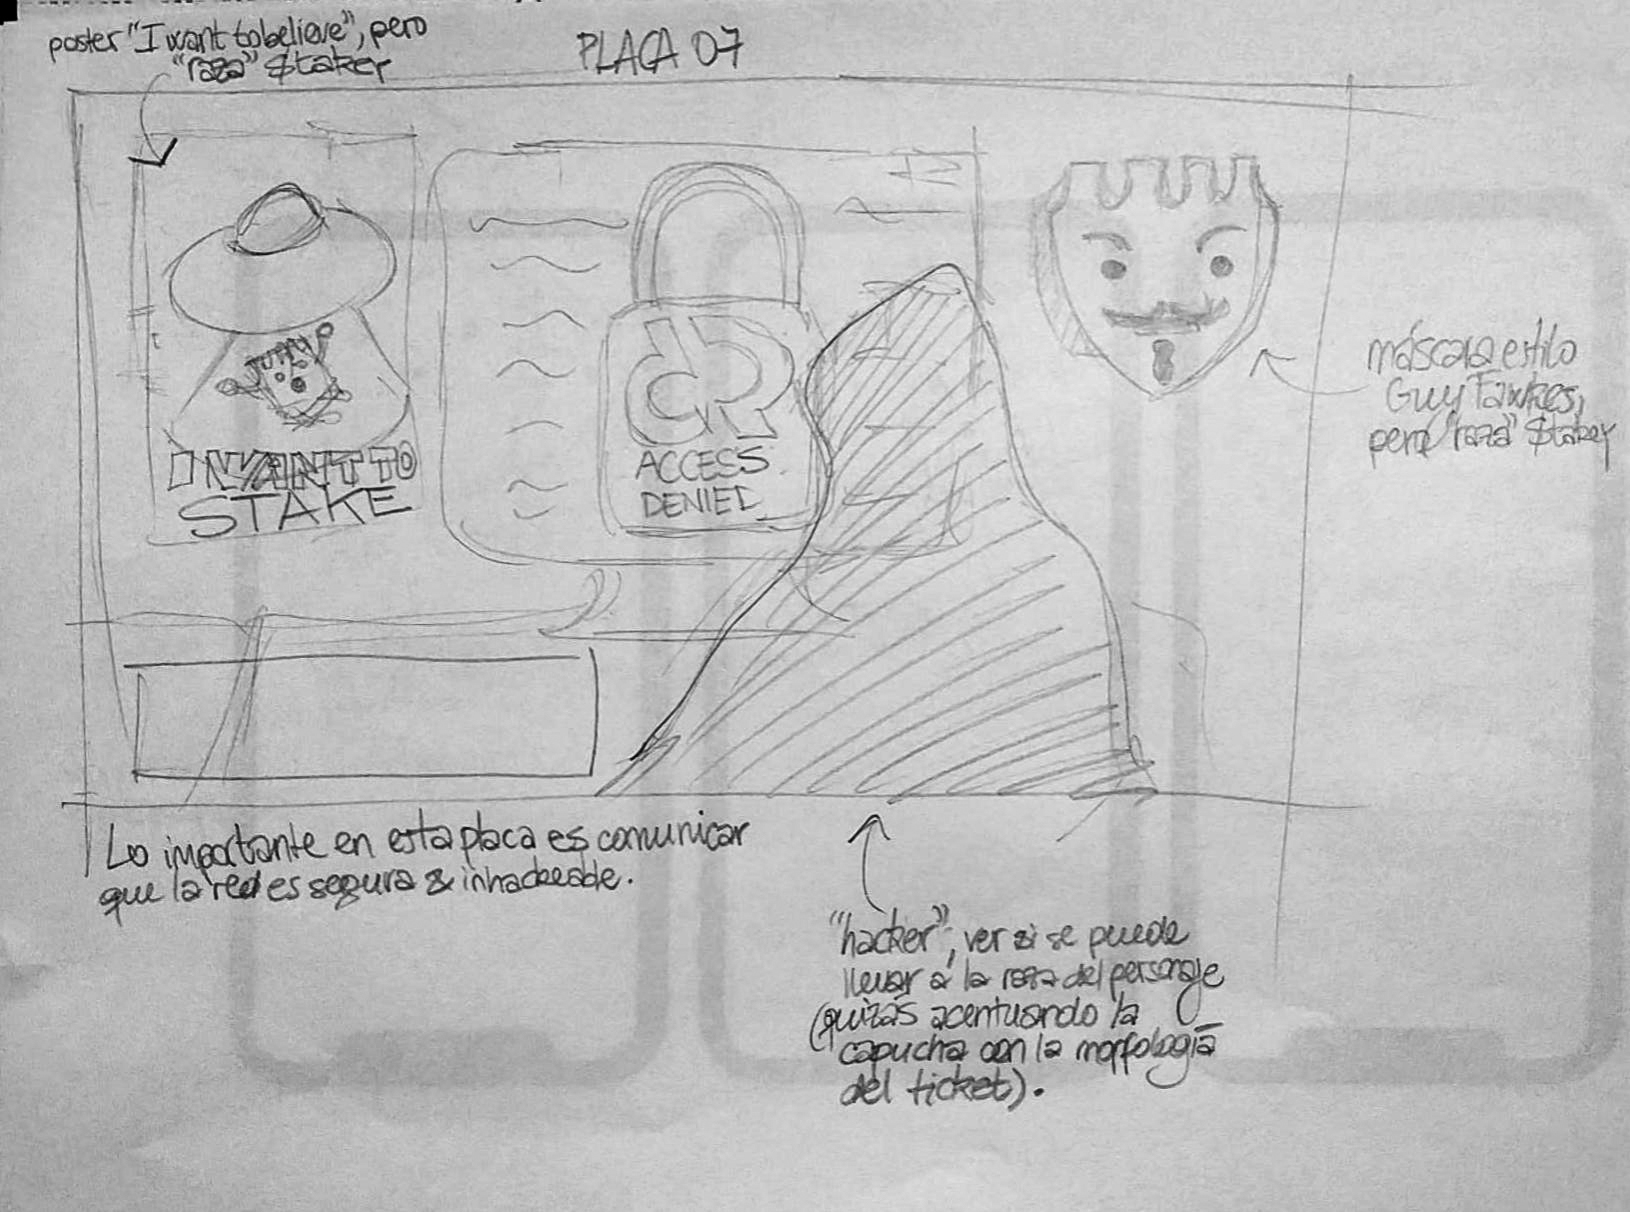 poster "I want to believe", pero
"raza" $taker
PLACA 07
I WANT TO
STAKE
ACCESS
DENIED
máscara estilo
Guy Fawkes,
pero "raza" $taker
Lo importante en esta placa es comunicar
que la red es segura & inhackeable.
"hacker", ver si se puede
llevar a la raza del personaje
(quizás acentuando la
capucha con la morfología
del ticket).